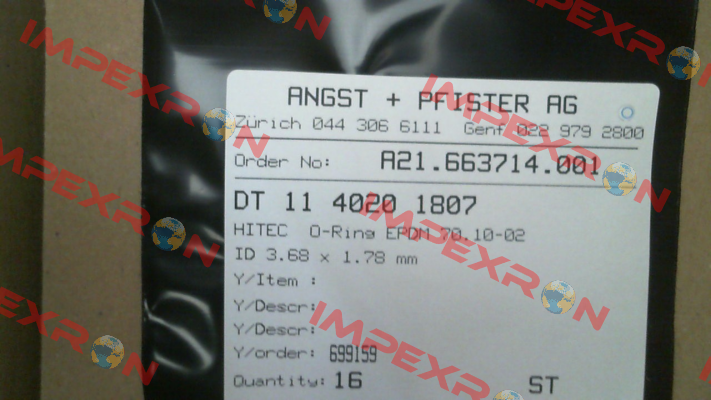 ANGST + PFISTER AG
Zürich 044 306 6111 Genf 022 979 2800
Order No: A21.663714.001
DT 11 4020 1807
HITEC O-Ring EPDM 70.10-02
ID 3.68 x 1.78 mm
Y/Item :
Y/Descr:
Y/Descr:
Y/order: 699159
Quantity: 16 ST
IMPEXRON
IMPEXRON
IMPEXRON
IMPEXRON
IMPEXRON
IMPEXRON